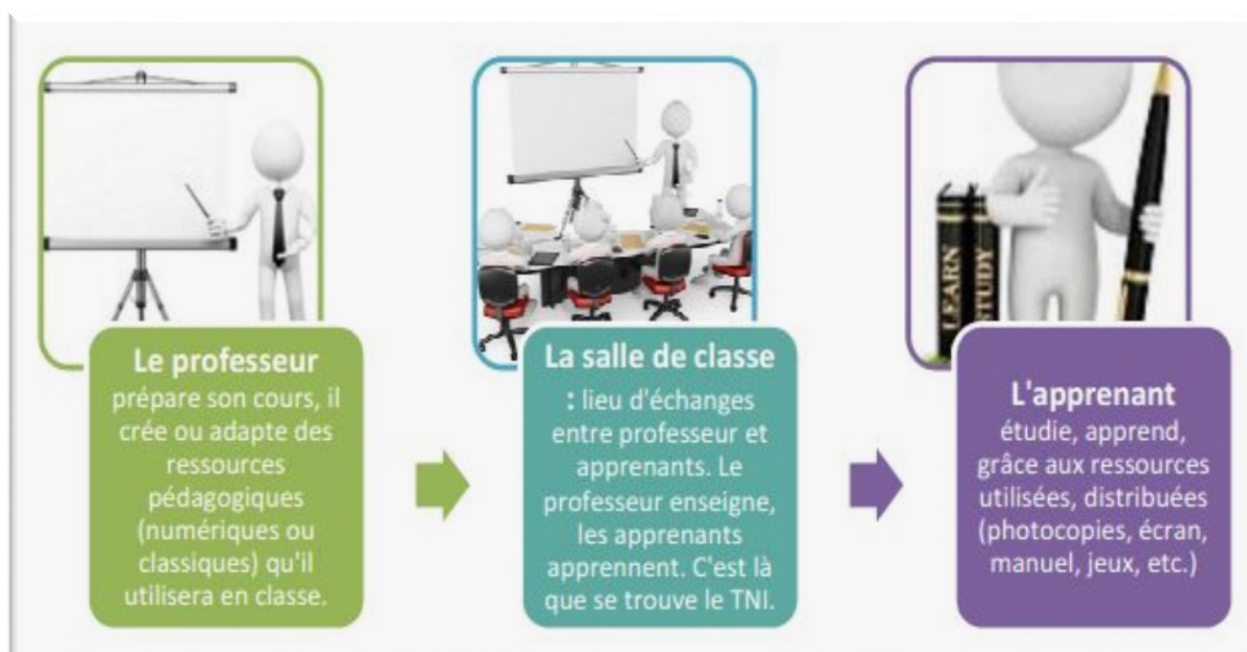 LEARN
STUDY
Le professeur
prépare son cours, il
crée ou adapte des
ressources
pédagogiques
(numériques ou
classiques) qu'il
utilisera en classe.
La salle de classe
: lieu d'échanges
entre professeur et
apprenants. Le
professeur enseigne,
les apprenants
apprennent. C'est là
que se trouve le TNI.
L'apprenant
étudie, apprend,
grâce aux ressources
utilisées, distribuées
(photocopies, écran,
manuel, jeux, etc.)